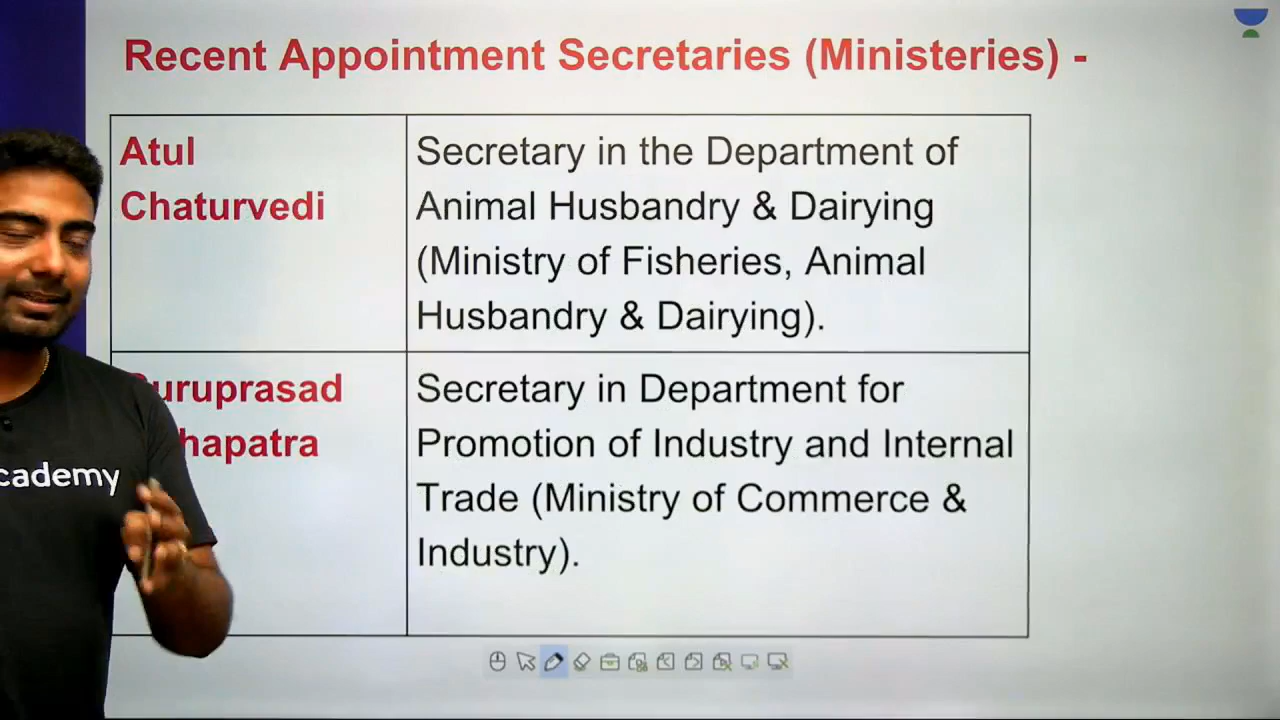 Recent Appointment Secretaries (Ministeries) -
Atul
Chaturvedi
Secretary in the Department of
Animal Husbandry & Dairying
(Ministry of Fisheries, Animal
Husbandry & Dairying).
uruprasad
hapatra
Secretary in Department for
Promotion of Industry and Internal
Trade (Ministry of Commerce &
Industry).
cademy